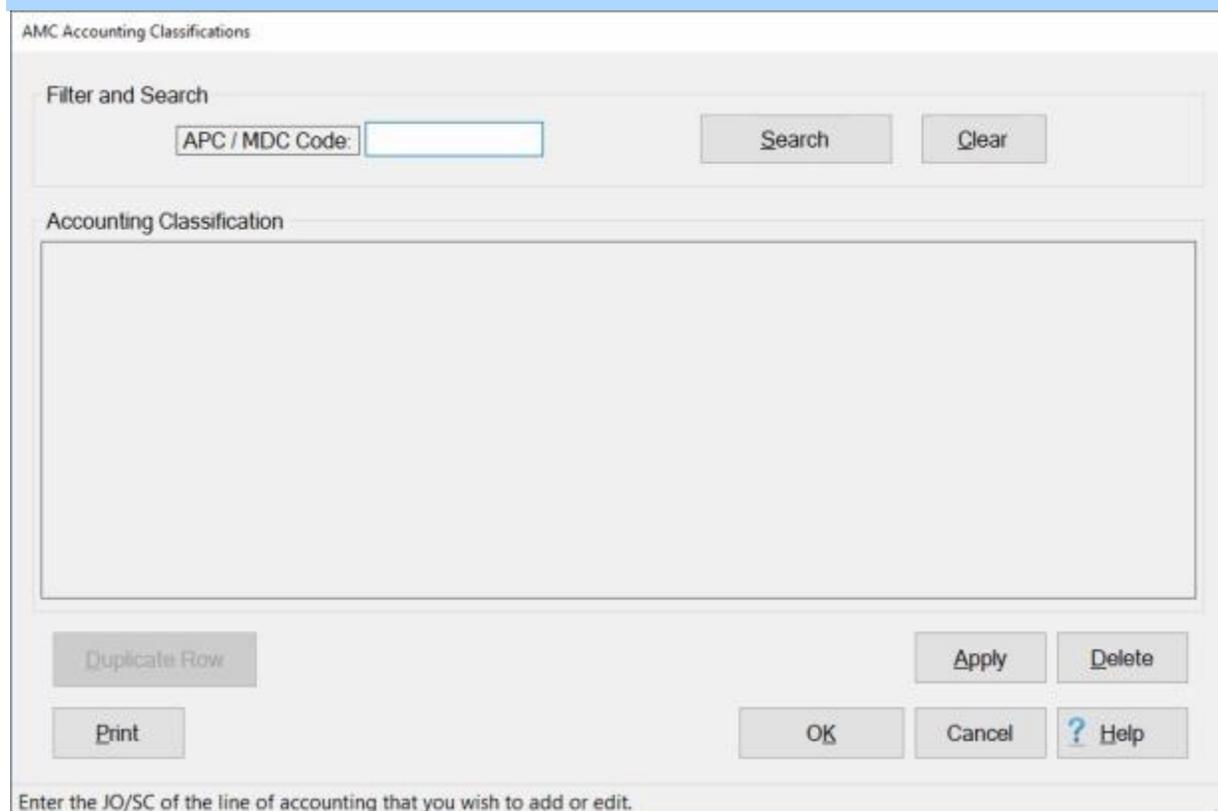 AMC Accounting Classifications
Filter and Search
APC / MDC Code:
Search
Clear
Accounting Classification
Duplicate Row
Apply
Delete
Print
OK
Cancel
? Help
Enter the JO/SC of the line of accounting that you wish to add or edit.